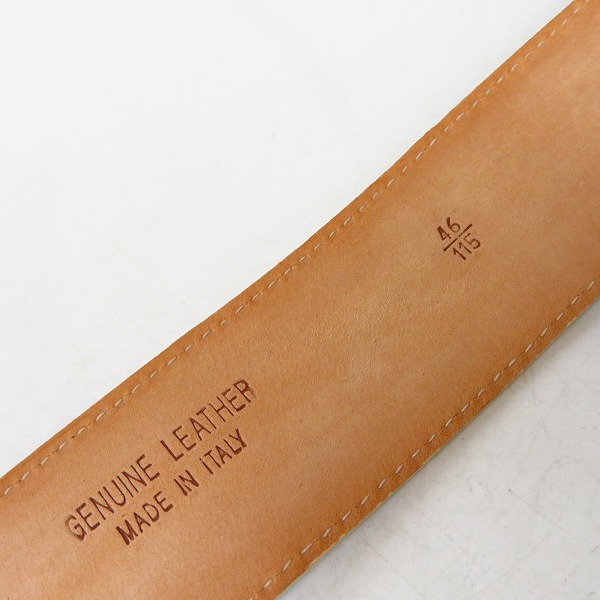 GENUINE LEATHER
MADE IN ITALY
46
115